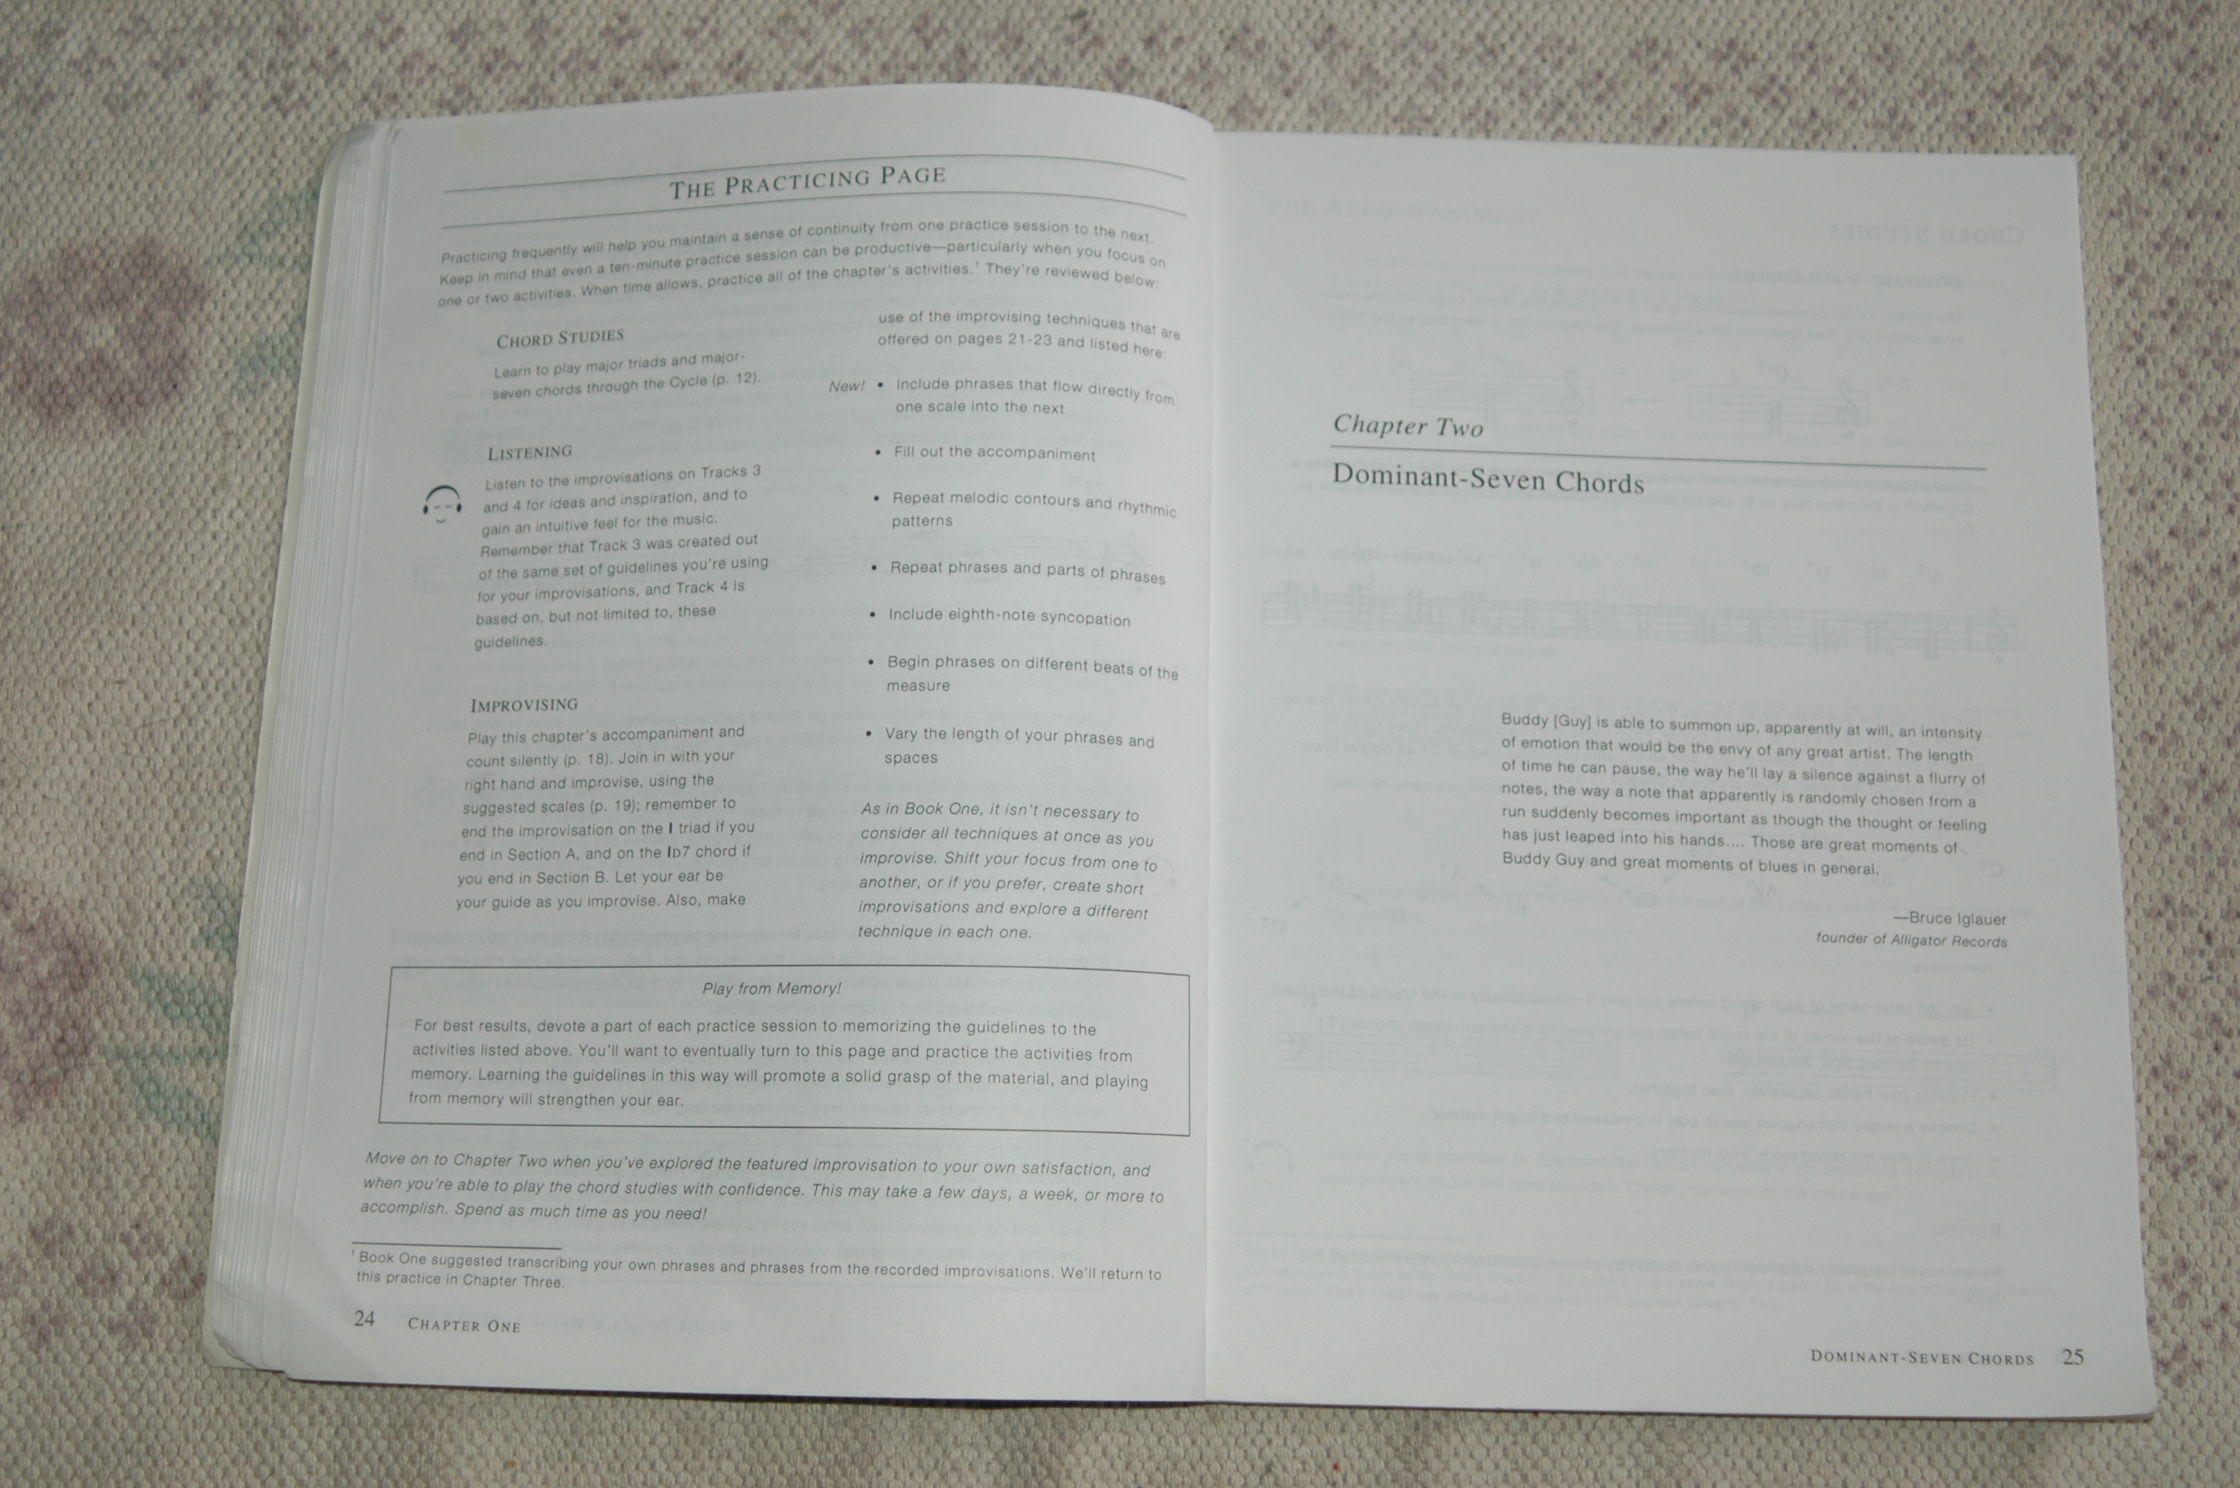 THE PRACTICING PAGE
Practicing frequently will help you maintain a sense of continuity from one practice session to the next.
Keep in mind that even a ten-minute practice session can be productive—particularly when you focus on
one or two activities. When time allows, practice all of the chapter's activities.¹ They're reviewed below:
CHORD STUDIES
Learn to play major triads and major-
seven chords through the Cycle (p. 12).
LISTENING
Listen to the improvisations on Tracks 3
and 4 for ideas and inspiration, and to
gain an intuitive feel for the music.
Remember that Track 3 was created out
of the same set of guidelines you're using
for your improvisations, and Track 4 is
based on, but not limited to, these
guidelines.
IMPROVISING
Play this chapter's accompaniment and
count silently (p. 18). Join in with your
right hand and improvise, using the
suggested scales (p. 19); remember to
end the improvisation on the I triad if you
end in Section A, and on the ID7 chord if
you end in Section B. Let your ear be
your guide as you improvise. Also, make
use of the improvising techniques that are
offered on pages 21-23 and listed here:
New! • Include phrases that flow directly from
one scale into the next
• Fill out the accompaniment
• Repeat melodic contours and rhythmic
patterns
• Repeat phrases and parts of phrases
• Include eighth-note syncopation
• Begin phrases on different beats of the
measure
• Vary the length of your phrases and
spaces
As in Book One, it isn't necessary to
consider all techniques at once as you
improvise. Shift your focus from one to
another, or if you prefer, create short
improvisations and explore a different
technique in each one.
Play from Memory!
For best results, devote a part of each practice session to memorizing the guidelines to the
activities listed above. You'll want to eventually turn to this page and practice the activities from
memory. Learning the guidelines in this way will promote a solid grasp of the material, and playing
from memory will strengthen your ear.
Move on to Chapter Two when you've explored the featured improvisation to your own satisfaction, and
when you're able to play the chord studies with confidence. This may take a few days, a week, or more to
accomplish. Spend as much time as you need!
¹ Book One suggested transcribing your own phrases and phrases from the recorded improvisations. We'll return to
this practice in Chapter Three.
24 CHAPTER ONE
Chapter Two
Dominant-Seven Chords
Buddy [Guy] is able to summon up, apparently at will, an intensity
of emotion that would be the envy of any great artist. The length
of time he can pause, the way he'll lay a silence against a flurry of
notes, the way a note that apparently is randomly chosen from a
run suddenly becomes important as though the thought or feeling
has just leaped into his hands.... Those are great moments of
Buddy Guy and great moments of blues in general.
—Bruce Iglauer
founder of Alligator Records
DOMINANT-SEVEN CHORDS 25